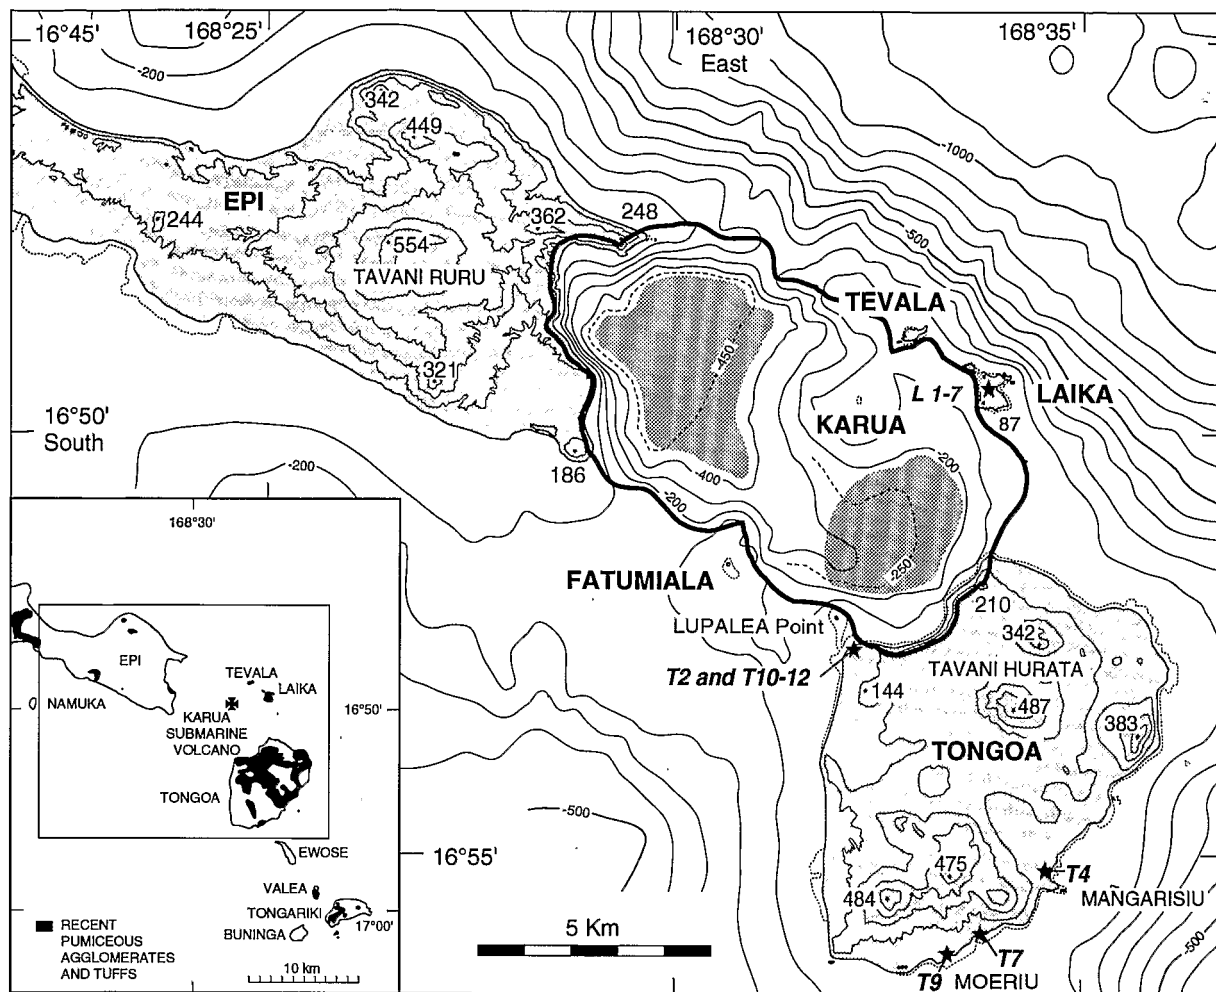 16°45'
168°25'
168°30'
East
168°35'
-200
342
449
-1000
EPI
244
362
248
-500
554
TAVANI RURU
TEVALA
-450
321
L 1-7
LAIKA
16°50'
South
KARUA
87
-200
186
-400
-200
-200
FATUMIALA
-250
210
LUPALEA Point
342
T2 and T10-12
TAVANI HURATA
144
487
383
TONGOA
-500
16°55'
475
T4
484
MANGARISIU
5 Km
T7
-500
T9
MOERIU
168°30'
EPI
TEVALA
LAIKA
NAMUKA
0
16°50'
KARUA
SUBMARINE
VOLCANO
TONGOA
EWOSE
VALEA
TONGARIKI
17°00'
BUNINGA
RECENT
PUMICEOUS
AGGLOMERATES
AND TUFFS
10 km